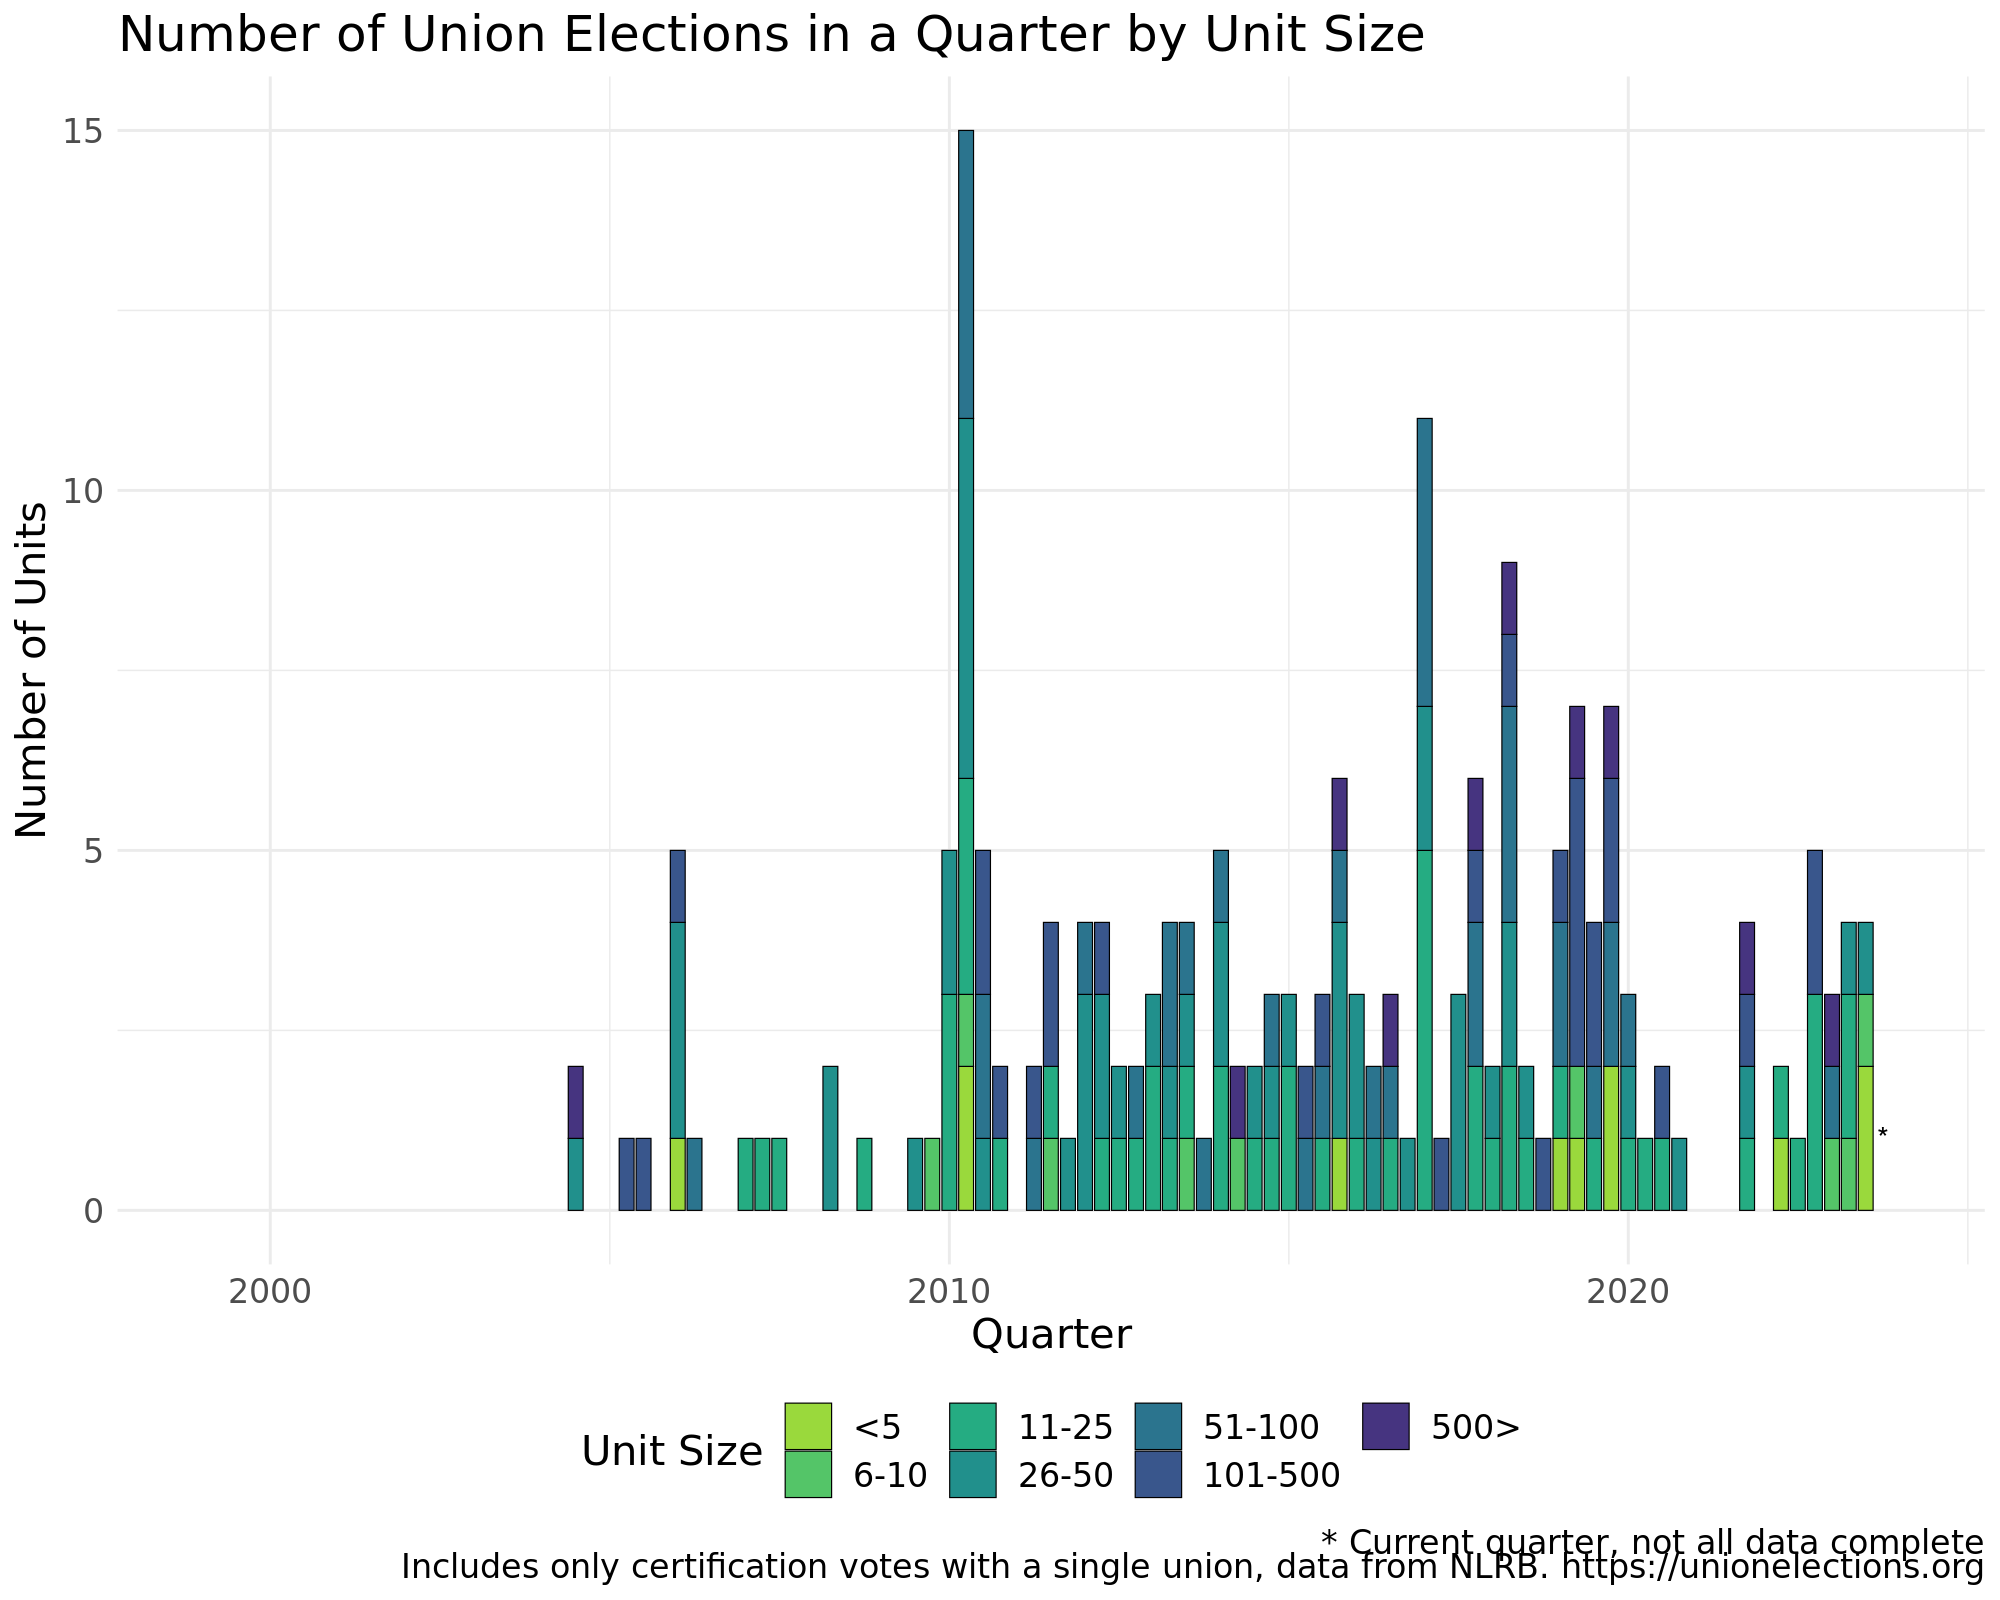 Number of Union Elections in a Quarter by Unit Size
Number of Units
15
10
5
0
*
2000 2010 2020
Quarter
Unit Size
<5 11-25 51-100 500>
6-10 26-50 101-500
* Current quarter, not all data complete
Includes only certification votes with a single union, data from NLRB. https://unionelections.org